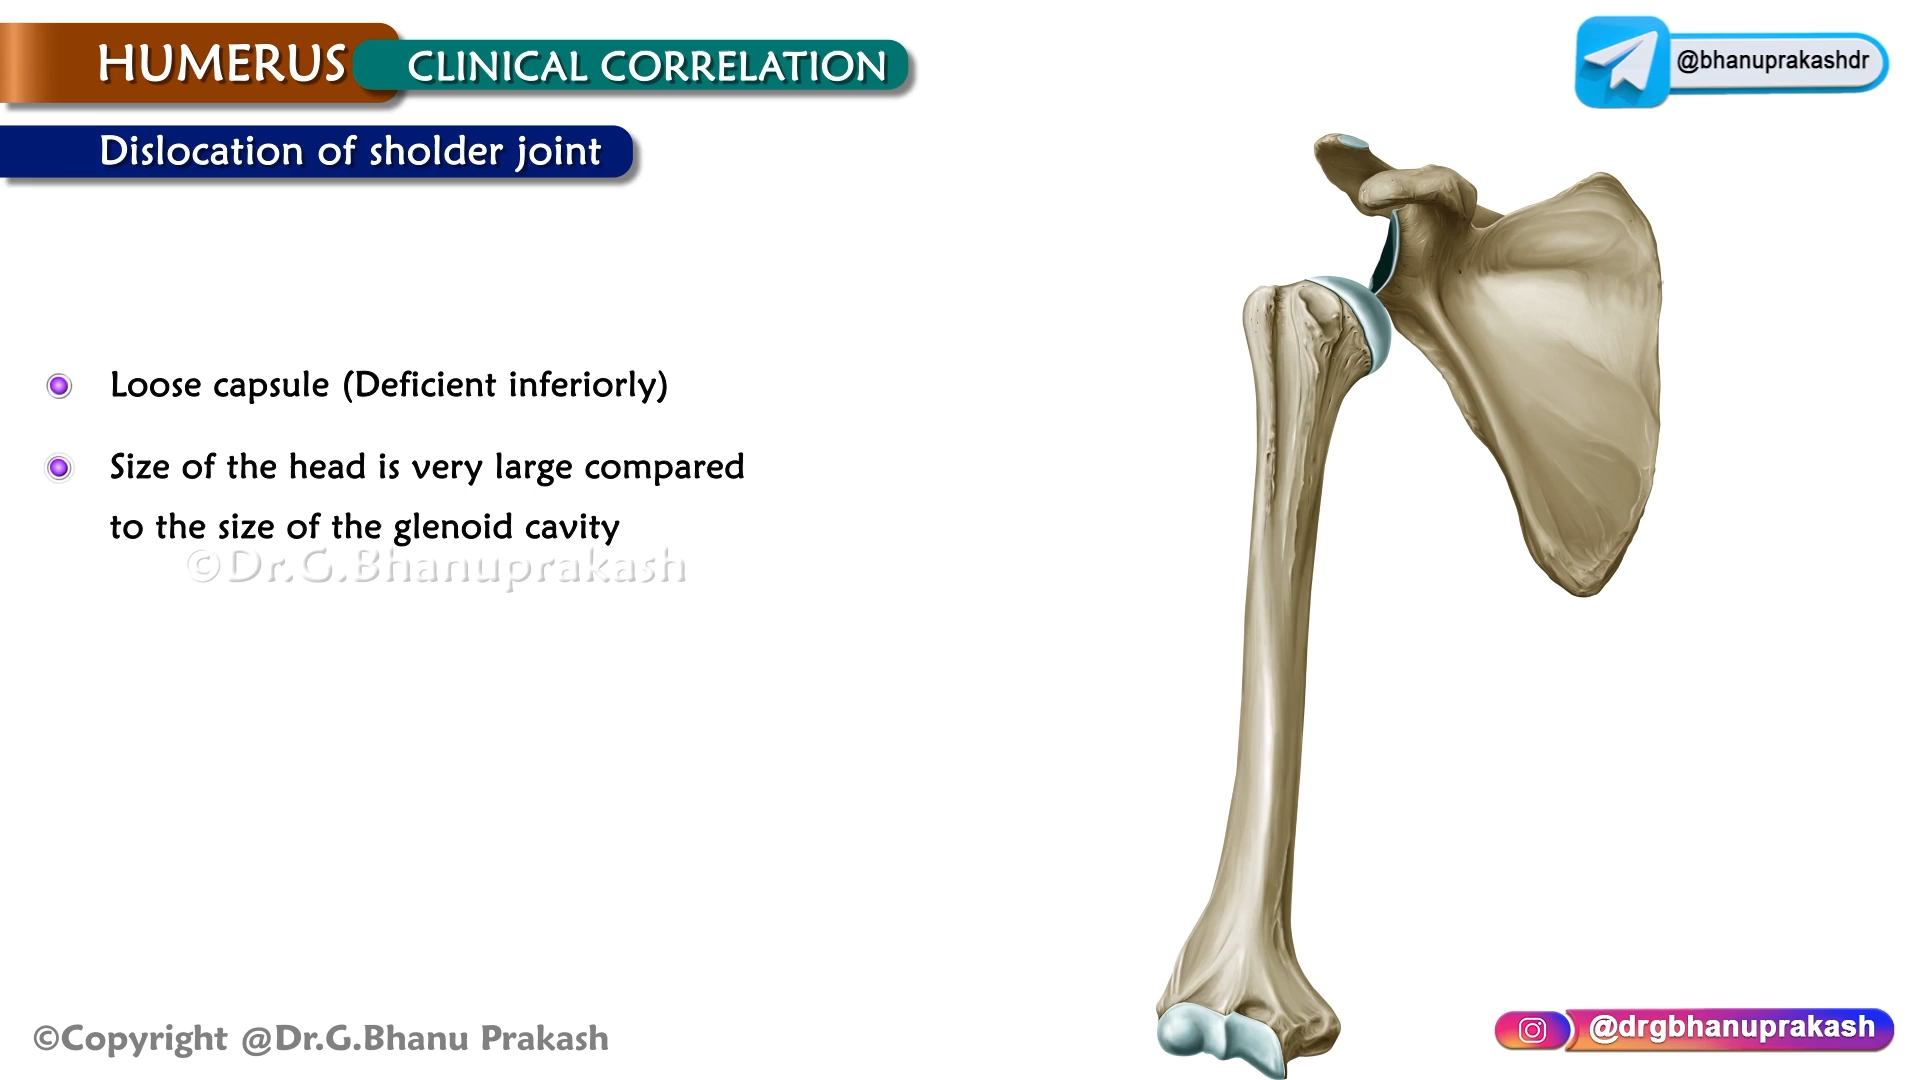 HUMERUS CLINICAL CORRELATION
@bhanuprakashdr
Dislocation of sholder joint
Loose capsule (Deficient inferiorly)
Size of the head is very large compared
to the size of the glenoid cavity
©Dr.G.Bhanuprakash
©Copyright @Dr.G.Bhanu Prakash
@drgbhanuprakash